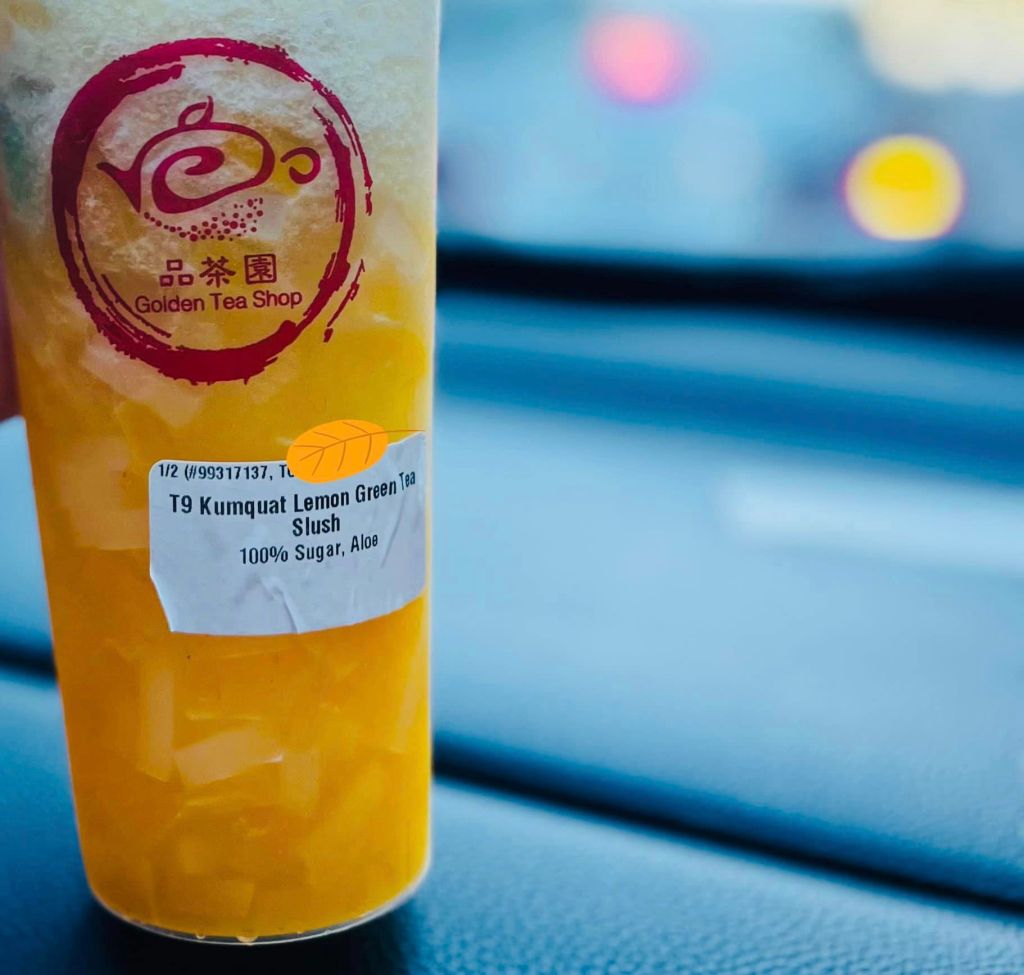 品茶園
Golden Tea Shop
1/2 (#99317137,
T9 Kumquat Lemon Green Tea
Slush
100% Sugar, Aloe